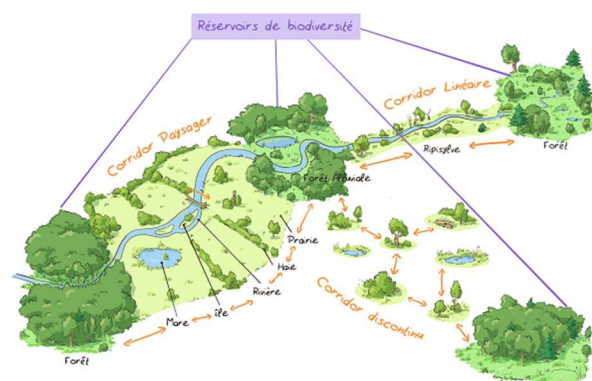 Réservoirs de biodiversité
Corridor Linéaire
Corridor Paysager
Ripisylve
Forêt
Forêt Alluviale
Prairie
Haie
Rivière
île
Mare
Corridor discontinu
Forêt